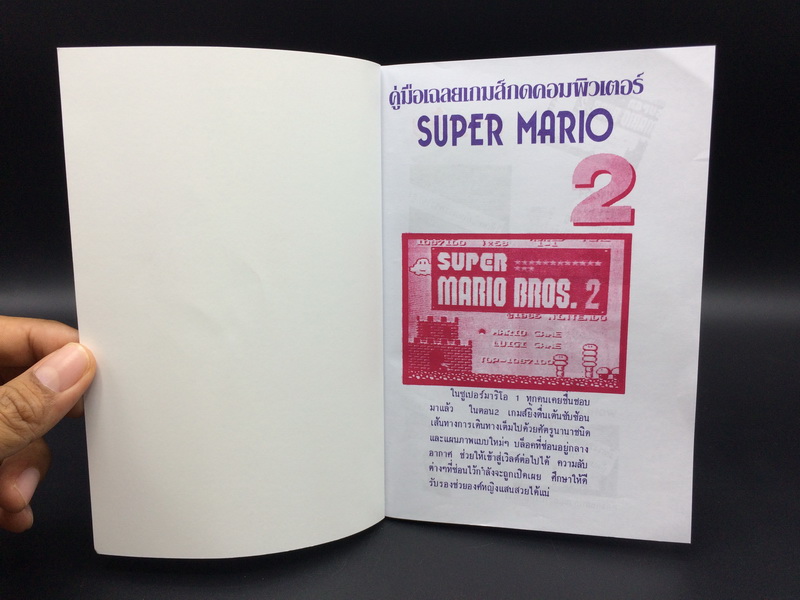 คู่มือเฉลยเกมส์กดคอมพิวเตอร์
SUPER MARIO
2
1087100
1-1
SUPER
MARIO BROS. 2
MARIO GAME
LUIGI GAME
TOP-1087100
ในซูเปอร์มาริโอ 1 ทุกคนเคยชื่นชอบ
มาแล้ว ในตอน2 เกมส์ยิ่งตื่นเต้นซับซ้อน
เส้นทางการเดินทางเต็มไปด้วยศัตรูนานาชนิด
และแผนภาพแบบใหม่ๆ บล็อคที่ซ่อนอยู่กลาง
อากาศ ช่วยให้เข้าสู่เวิลค์ต่อไปได้ ความลับ
ต่างๆที่ซ่อนไว้กำลังจะถูกเปิดเผย ศึกษาให้ดี
รับรองช่วยองค์หญิงแสนสวยได้แน่